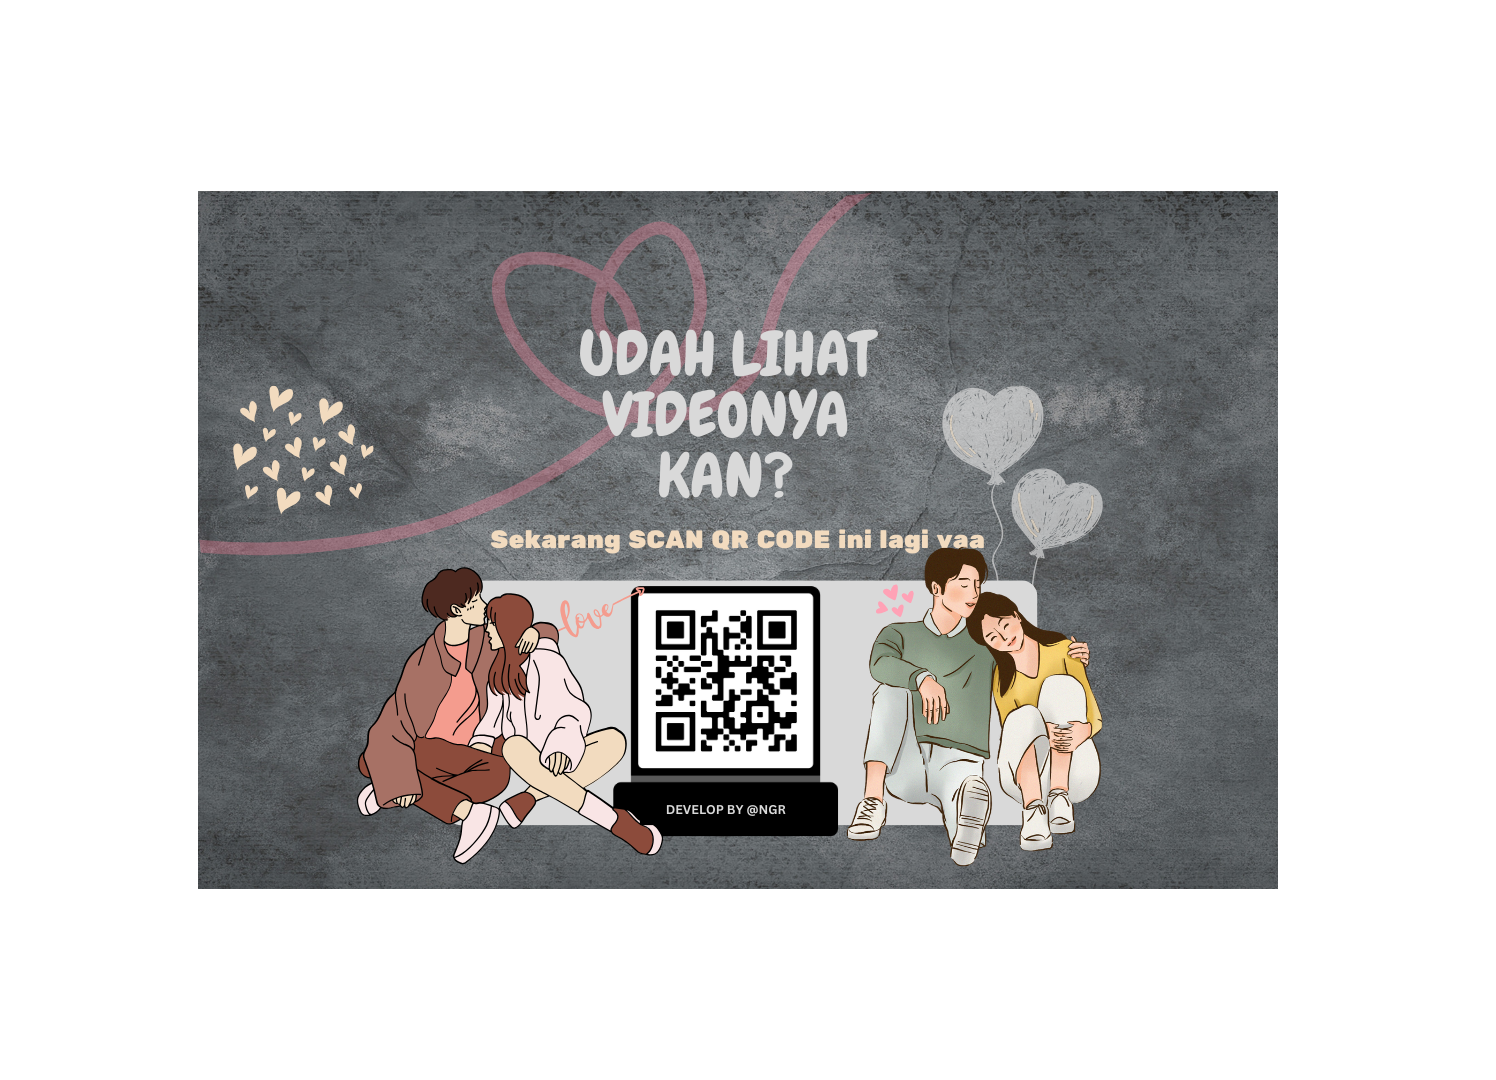 UDAH LIHAT
VIDEONYA
KAN?
Sekarang SCAN QR CODE ini lagi yaa
love
DEVELOP BY @NGR